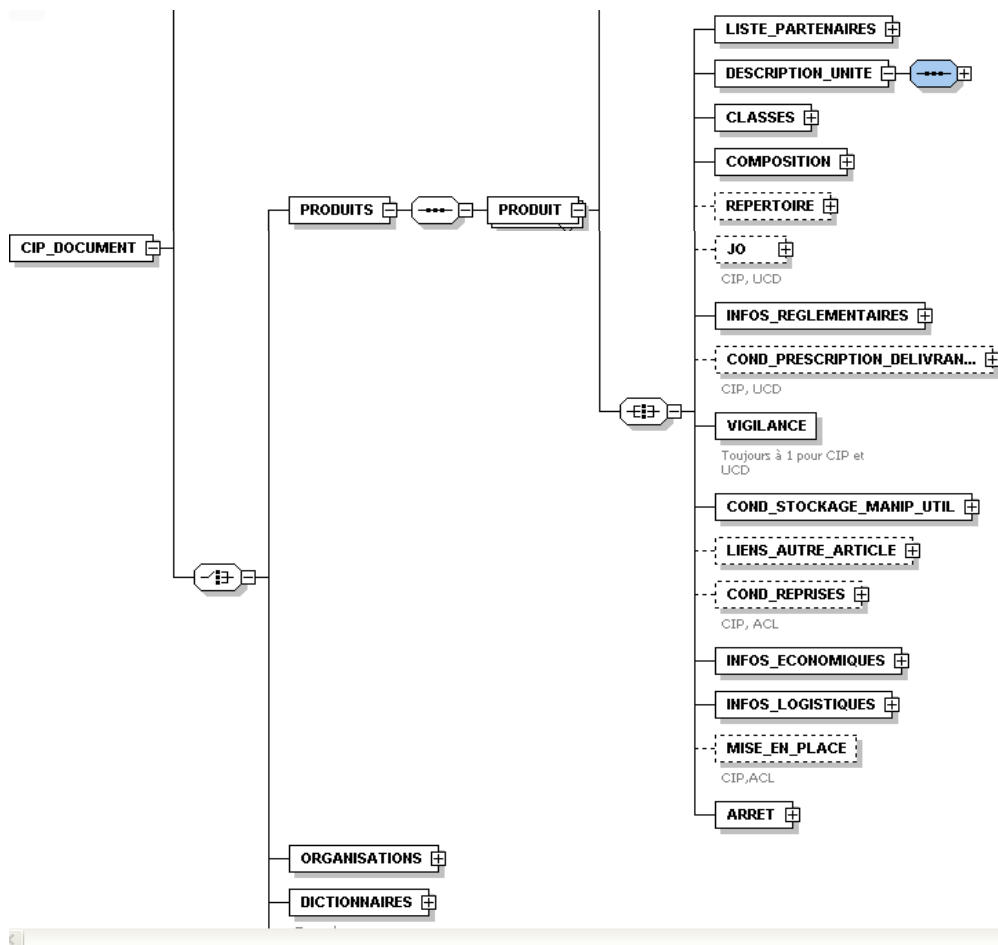 LISTE_PARTENAIRES
DESCRIPTION_UNITE
CLASSES
COMPOSITION
REPERTOIRE
PRODUITS
PRODUIT
CIP_DOCUMENT
JO
CIP, UCD
INFOS_REGLEMENTAIRES
COND_PRESCRIPTION_DELIVRAN...
CIP, UCD
VIGILANCE
Toujours à 1 pour CIP et
UCD
COND_STOCKAGE_MANIP_UTIL
LIENS_AUTRE_ARTICLE
COND_REPRISES
CIP, ACL
INFOS_ECONOMIQUES
INFOS_LOGISTIQUES
MISE_EN_PLACE
CIP,ACL
ARRET
ORGANISATIONS
DICTIONNAIRES